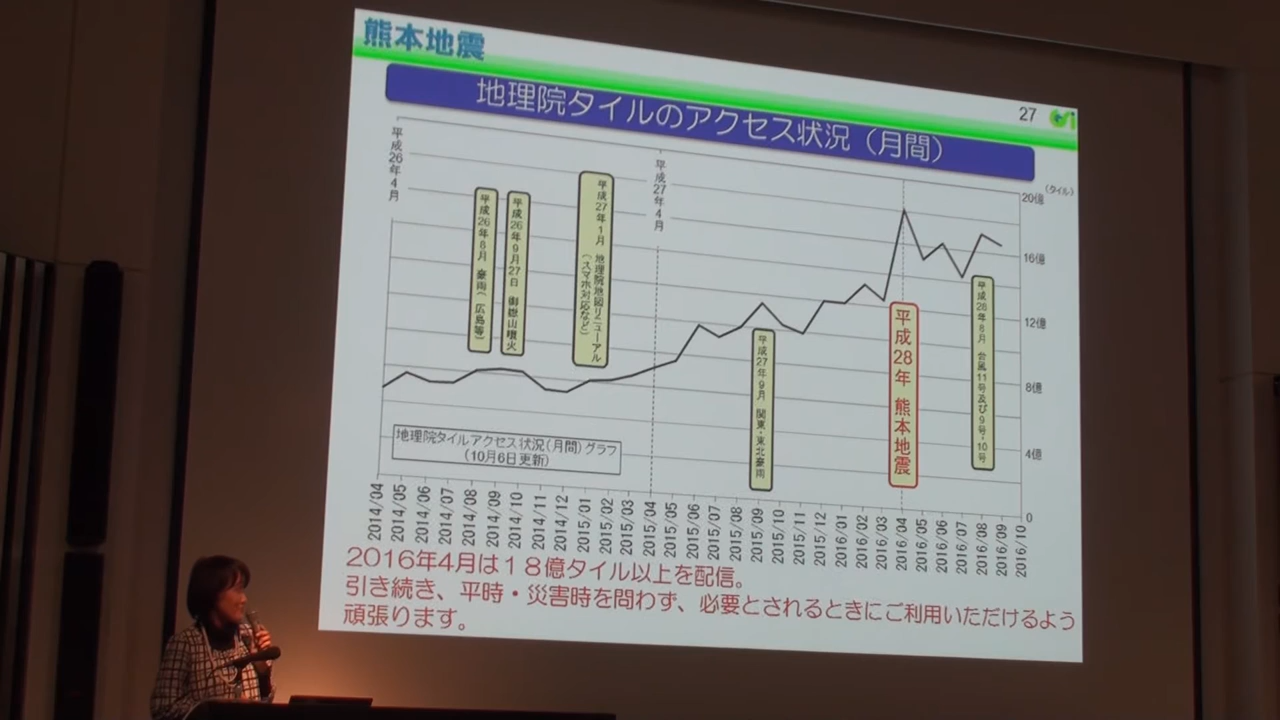 熊本地震
27
地理院タイルのアクセス状況（月間）
平成26年4月
平成27年4月
（タイル）
20億
16億
12億
8億
4億
0
平成26年8月 豪雨（広島等）
平成26年9月27日 御嶽山噴火
平成27年1月 地理院地図リニューアル
（スマホ対応など）
平成27年9月 関東・東北豪雨
平成28年 熊本地震
平成28年8月 台風11号及び9号・10号
地理院タイルアクセス状況（月間）グラフ
（10月6日更新）
2014/04
2014/05
2014/06
2014/07
2014/08
2014/09
2014/10
2014/11
2014/12
2015/01
2015/02
2015/03
2015/04
2015/05
2015/06
2015/07
2015/08
2015/09
2015/10
2015/11
2015/12
2016/01
2016/02
2016/03
2016/04
2016/05
2016/06
2016/07
2016/08
2016/09
2016/10
2016年4月は１８億タイル以上を配信。
引き続き、平時・災害時を問わず、必要とされるときにご利用いただけるよう
頑張ります。